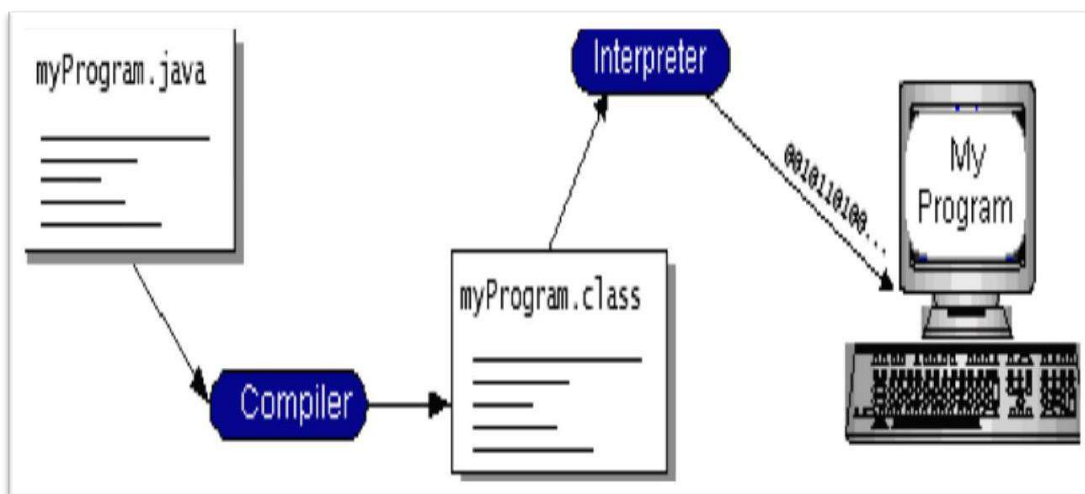 myProgram.java
Compiler
myProgram.class
Interpreter
0010110100...
My
Program